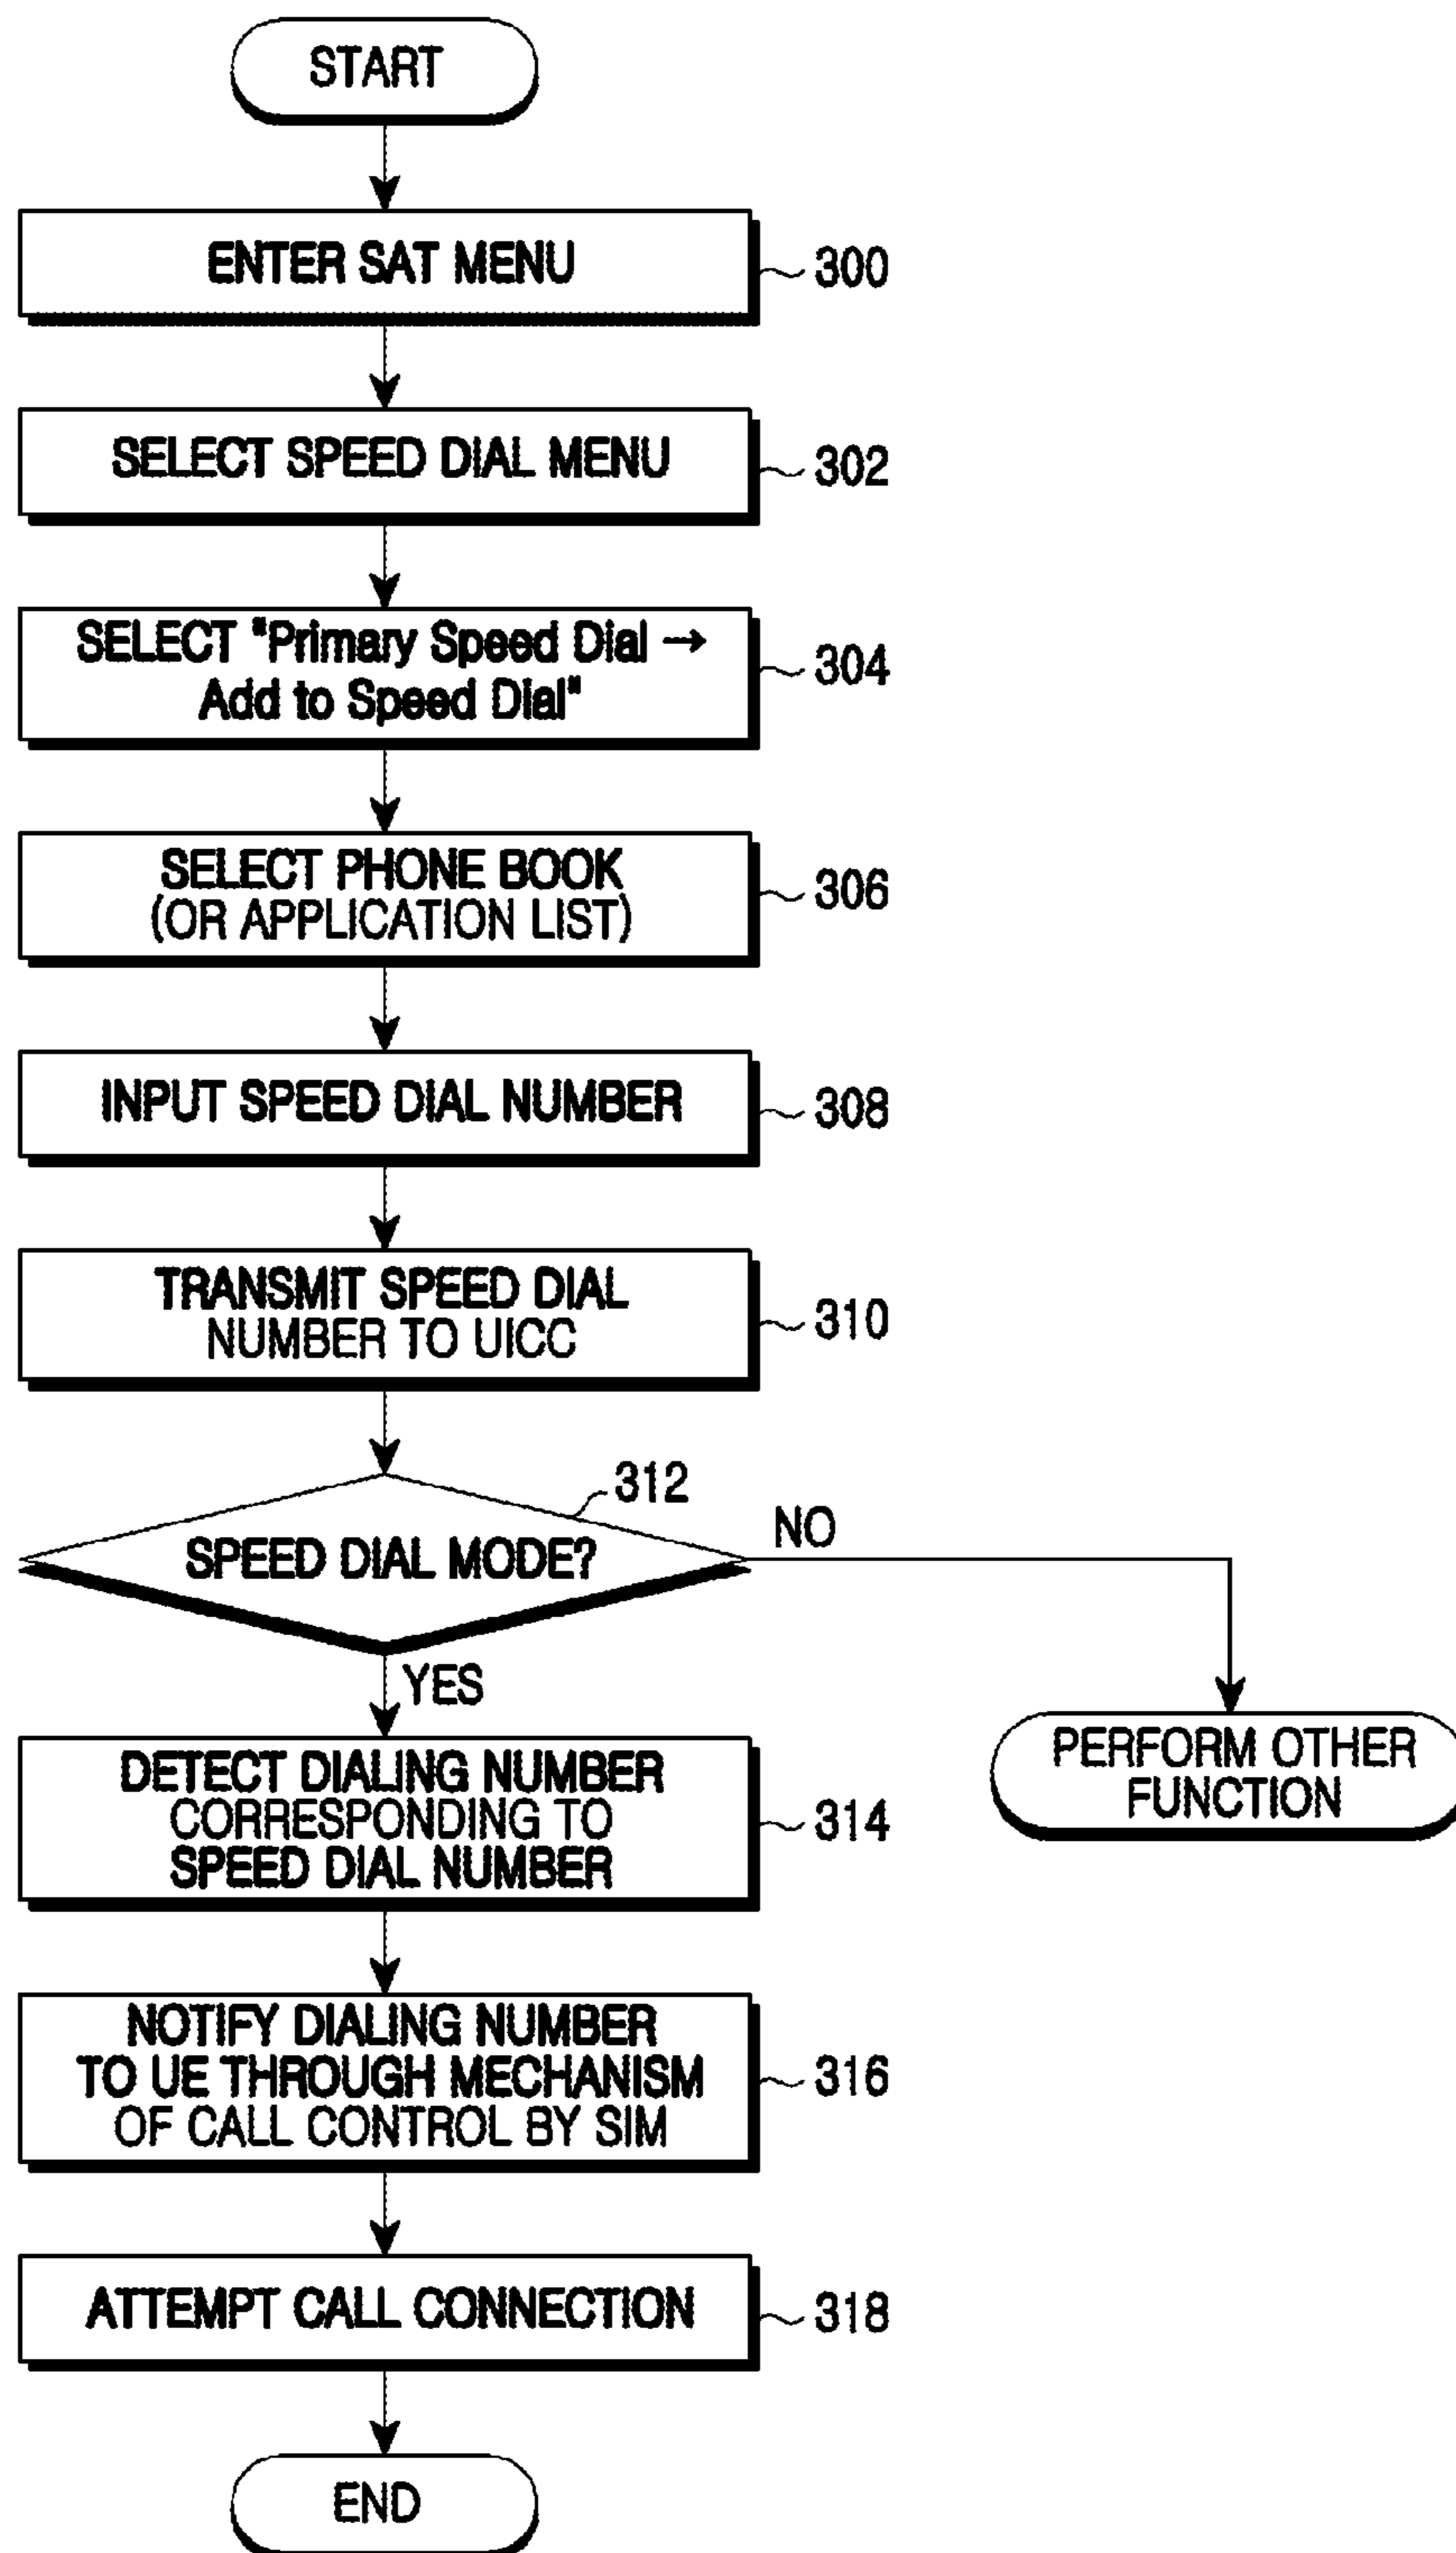 START
ENTER SAT MENU
300
SELECT SPEED DIAL MENU
302
SELECT "Primary Speed Dial →
Add to Speed Dial"
304
SELECT PHONE BOOK
(OR APPLICATION LIST)
306
INPUT SPEED DIAL NUMBER
308
TRANSMIT SPEED DIAL
NUMBER TO UICC
310
312
SPEED DIAL MODE?
NO
YES
PERFORM OTHER
FUNCTION
DETECT DIALING NUMBER
CORRESPONDING TO
SPEED DIAL NUMBER
314
NOTIFY DIALING NUMBER
TO UE THROUGH MECHANISM
OF CALL CONTROL BY SIM
316
ATTEMPT CALL CONNECTION
318
END